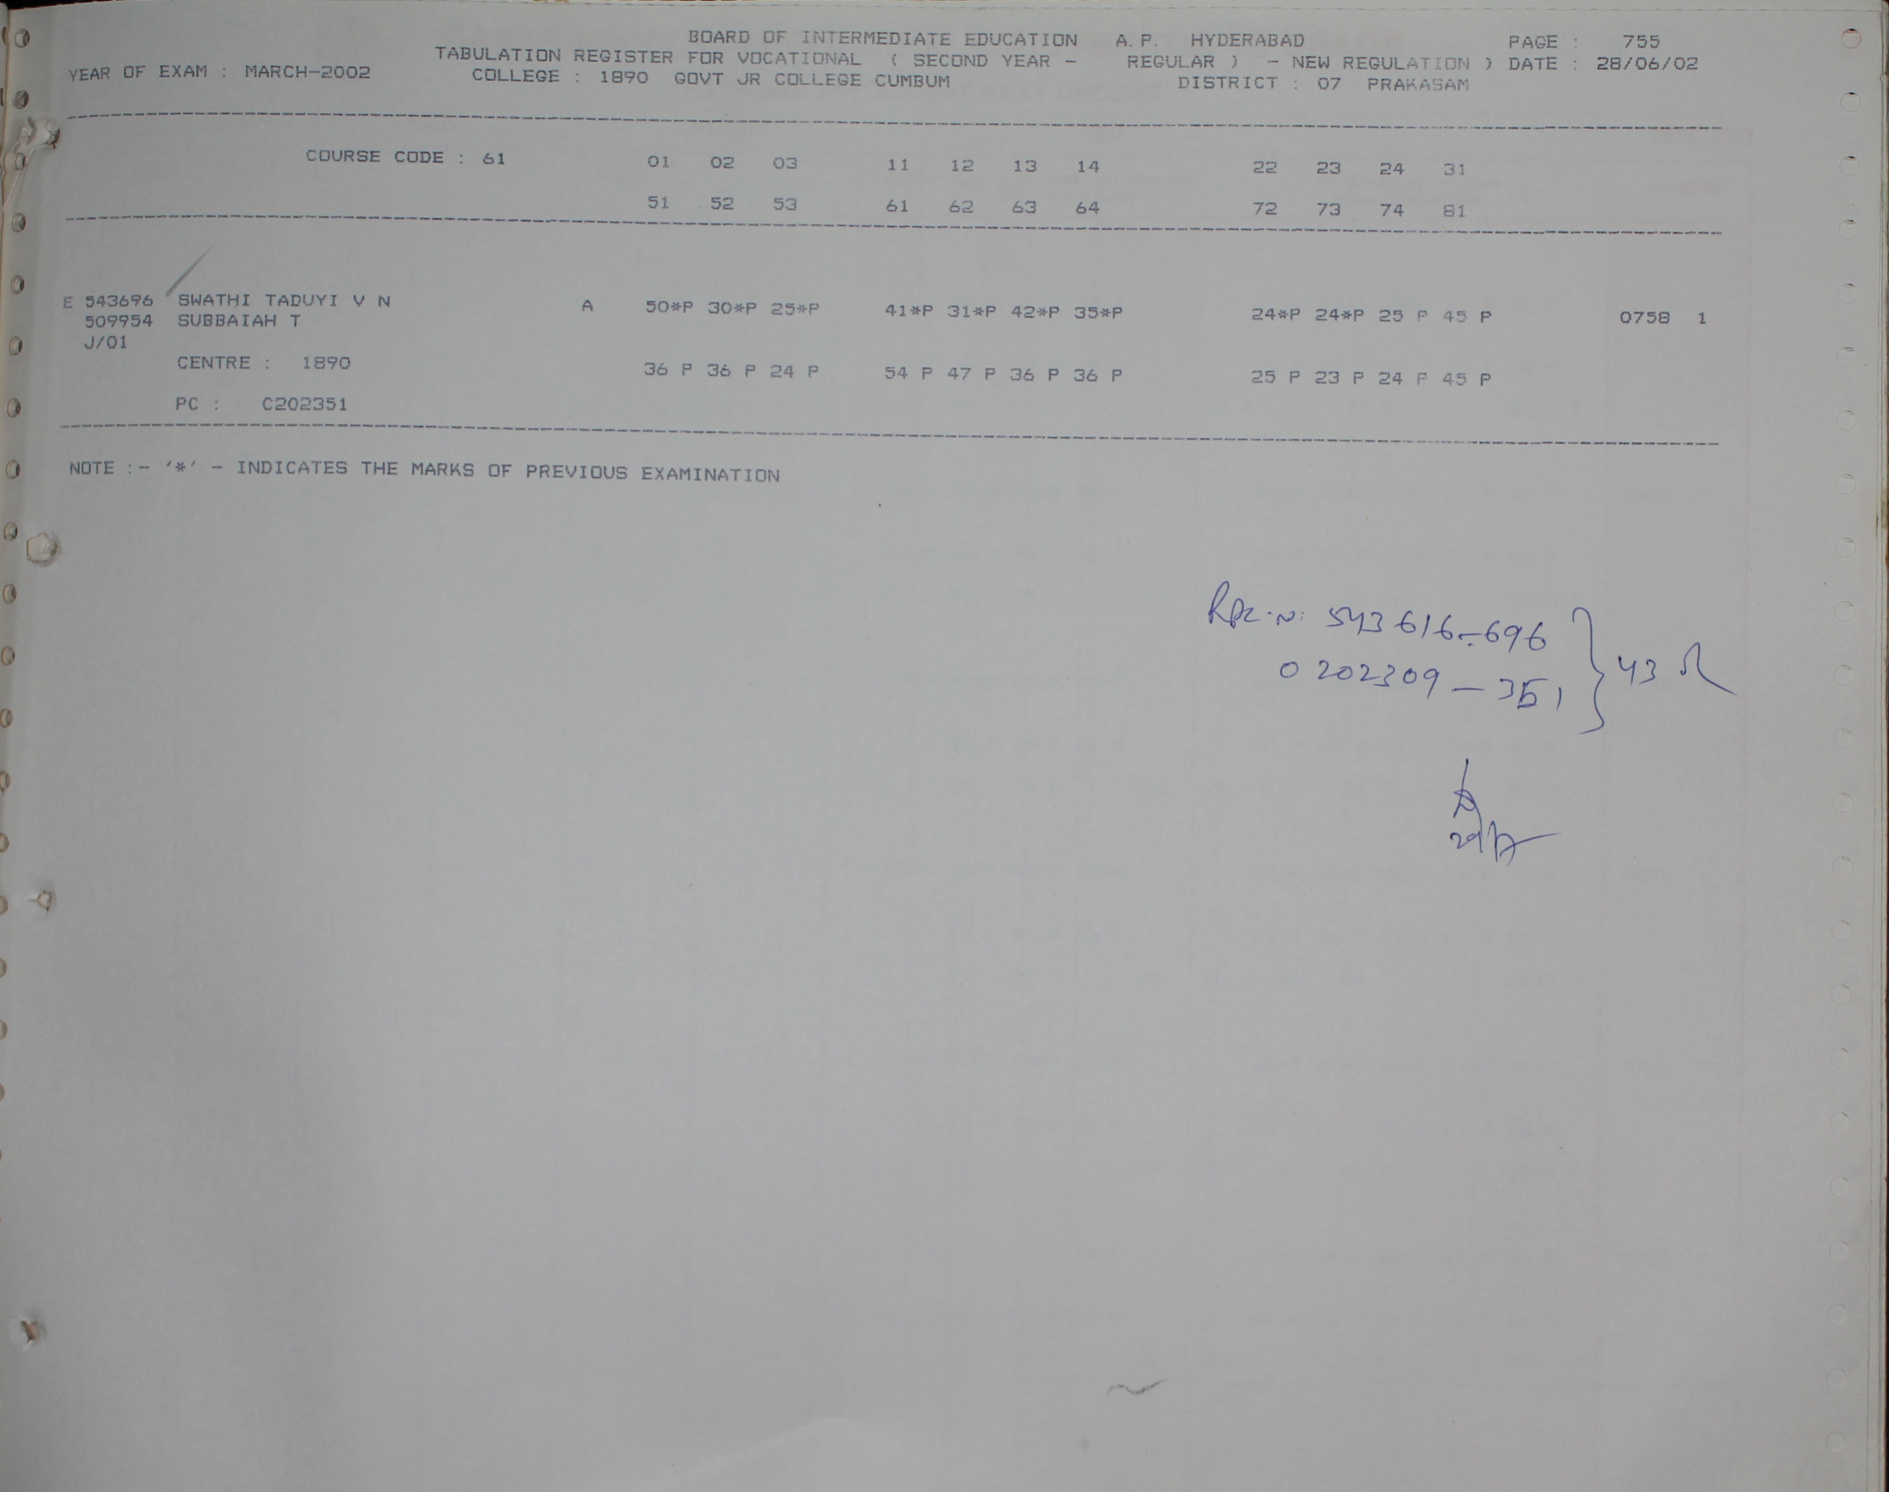 BOARD OF INTERMEDIATE EDUCATION A.P. HYDERABAD PAGE : 755
TABULATION REGISTER FOR VOCATIONAL ( SECOND YEAR - REGULAR ) - NEW REGULATION ) DATE : 28/06/02
YEAR OF EXAM : MARCH-2002 COLLEGE : 1890 GOVT JR COLLEGE CUMBUM DISTRICT : 07 PRAKASAM
COURSE CODE : 61 01 02 03 11 12 13 14 22 23 24 31
51 52 53 61 62 63 64 72 73 74 81
E 543696 SWATHI TADUYI V N A 50*P 30*P 25*P 41*P 31*P 42*P 35*P 24*P 24*P 25 P 45 P 0758 1
509954 SUBBAIAH T
J/01
CENTRE : 1890 36 P 36 P 24 P 54 P 47 P 36 P 36 P 25 P 23 P 24 P 45 P
PC : C202351
NOTE :- '*' - INDICATES THE MARKS OF PREVIOUS EXAMINATION
543616-696
0202309 - 351 } 43